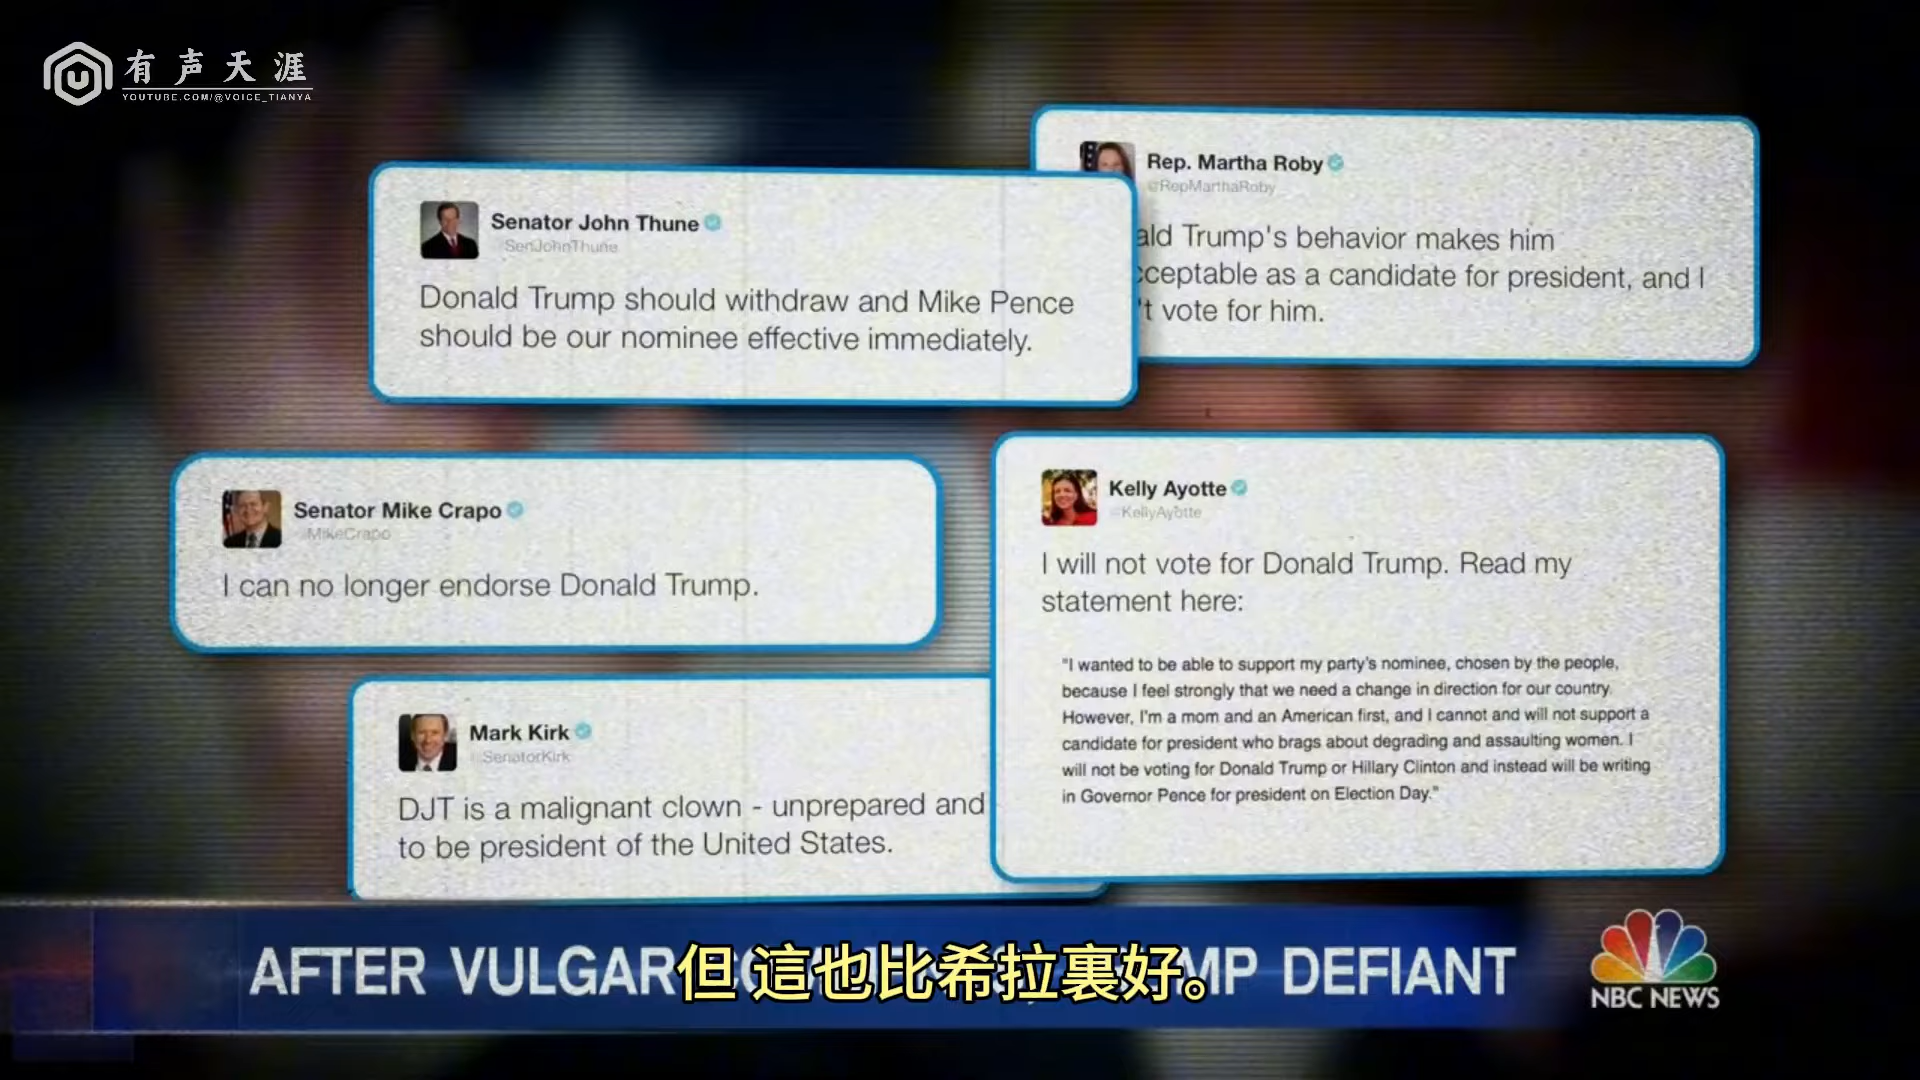 有声天涯
YOUTUBE.COM/@VOICE_TIANYA
Rep. Martha Roby
@RepMarthaRoby
ald Trump's behavior makes him
cceptable as a candidate for president, and I
't vote for him.
Senator John Thune
SenJohnThune
Donald Trump should withdraw and Mike Pence
should be our nominee effective immediately.
Senator Mike Crapo
MikeCrapo
I can no longer endorse Donald Trump.
Kelly Ayotte
@KellyAyotte
I will not vote for Donald Trump. Read my
statement here:
"I wanted to be able to support my party's nominee, chosen by the people,
because I feel strongly that we need a change in direction for our country.
However, I'm a mom and an American first, and I cannot and will not support a
candidate for president who brags about degrading and assaulting women. I
will not be voting for Donald Trump or Hillary Clinton and instead will be writing
in Governor Pence for president on Election Day."
Mark Kirk
SenatorKirk
DJT is a malignant clown - unprepared and
to be president of the United States.
AFTER VULGAR MP DEFIANT
但 這也比希拉裏好。
NBC NEWS